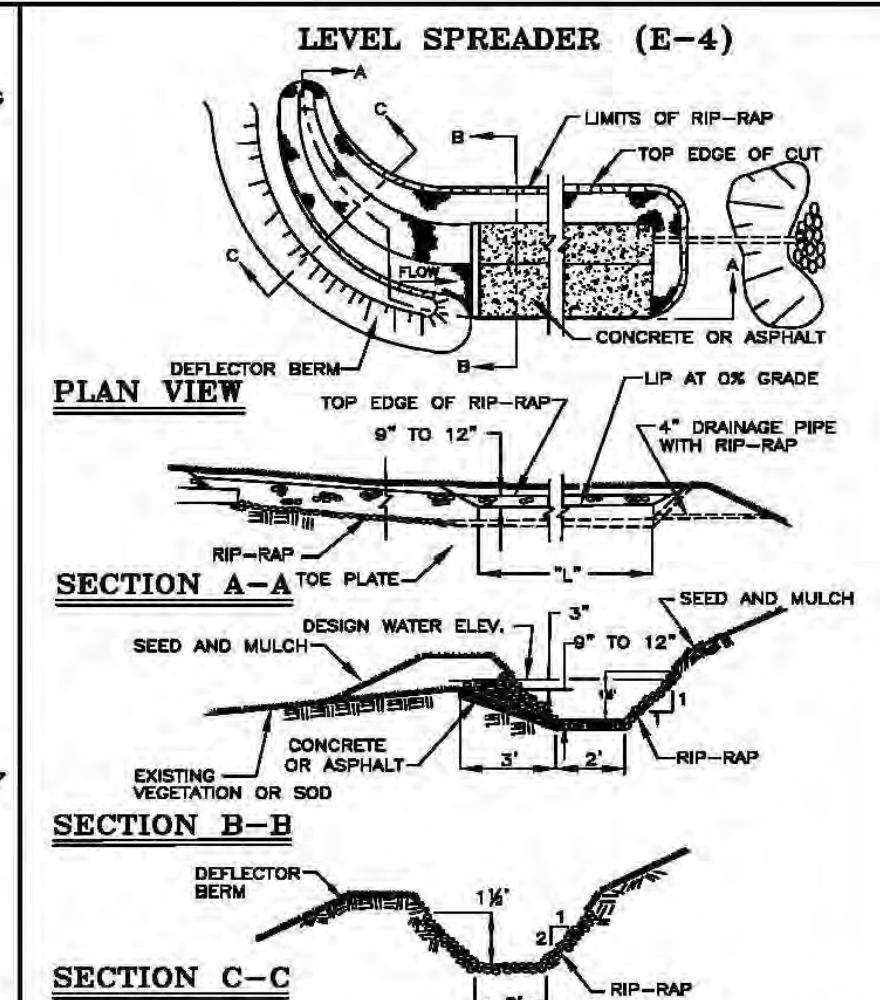 LEVEL SPREADER (E-4)
A
C
B
LIMITS OF RIP-RAP
TOP EDGE OF CUT
C
FLOW
A
CONCRETE OR ASPHALT
DEFLECTOR BERM
B
PLAN VIEW
LIP AT 0% GRADE
TOP EDGE OF RIP-RAP
9" TO 12"
4" DRAINAGE PIPE
WITH RIP-RAP
RIP-RAP
"L"
SECTION A-A
TOE PLATE
3"
SEED AND MULCH
DESIGN WATER ELEV.
SEED AND MULCH
9" TO 12"
1
CONCRETE
OR ASPHALT
3'
2'
RIP-RAP
EXISTING
VEGETATION OR SOD
SECTION B-B
DEFLECTOR
BERM
1½'
1
2
SECTION C-C
RIP-RAP